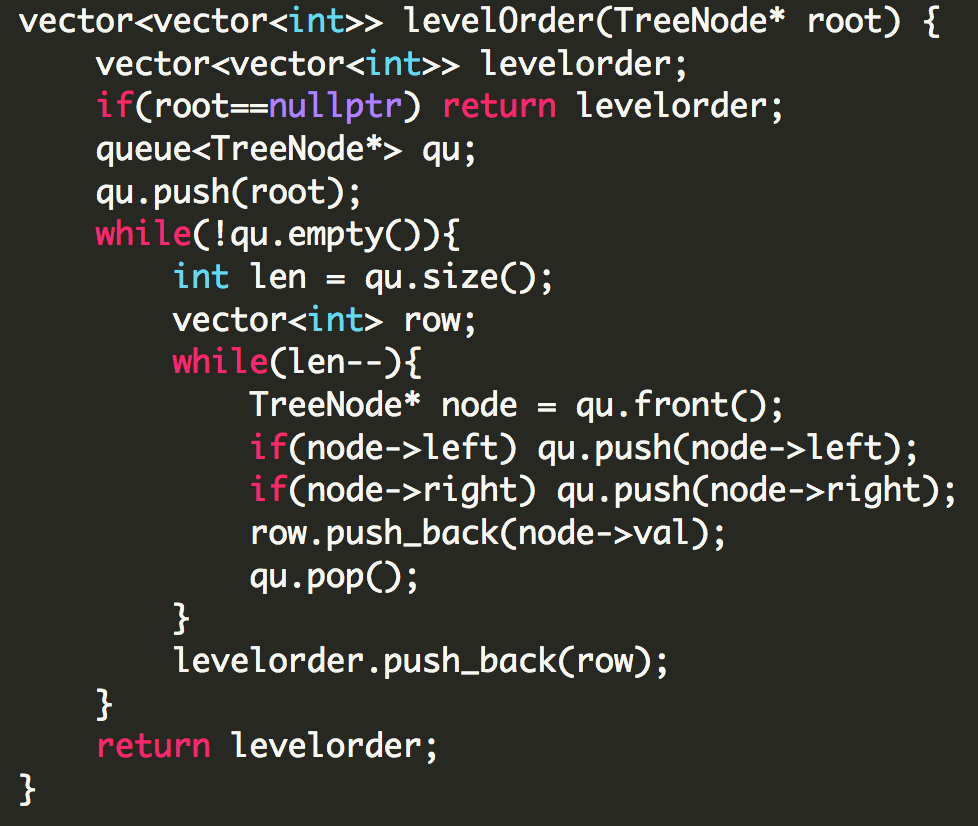 vector<vector<int>> levelOrder(TreeNode* root) {
    vector<vector<int>> levelorder;
    if(root==nullptr) return levelorder;
    queue<TreeNode*> qu;
    qu.push(root);
    while(!qu.empty()){
        int len = qu.size();
        vector<int> row;
        while(len--){
            TreeNode* node = qu.front();
            if(node->left) qu.push(node->left);
            if(node->right) qu.push(node->right);
            row.push_back(node->val);
            qu.pop();
        }
        levelorder.push_back(row);
    }
    return levelorder;
}